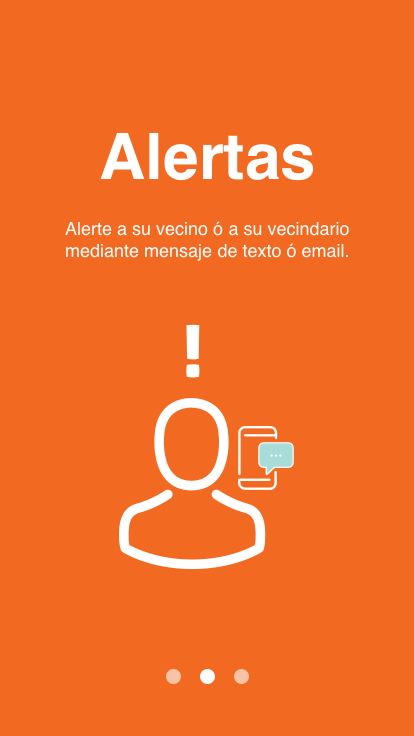 Alertas
Alerte a su vecino ó a su vecindario
mediante mensaje de texto ó email.
!